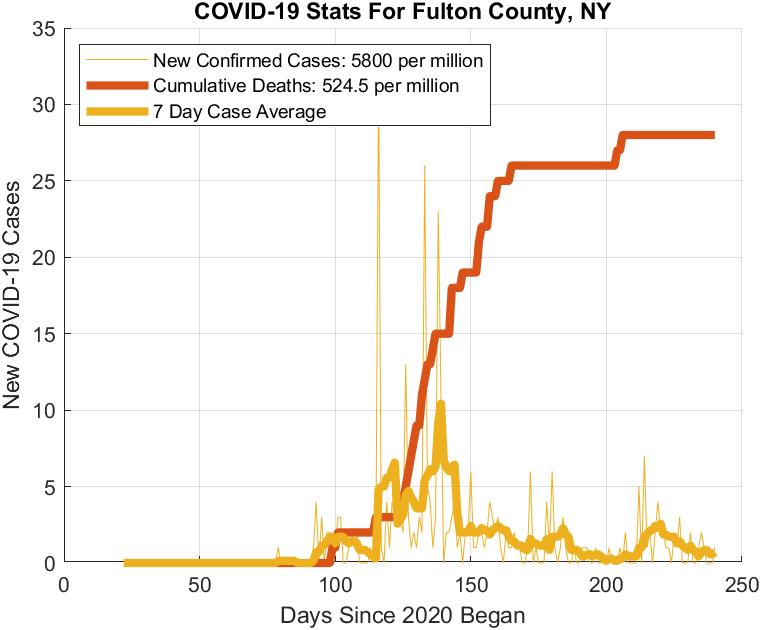 COVID-19 Stats For Fulton County, NY
New Confirmed Cases: 5800 per million
Cumulative Deaths: 524.5 per million
7 Day Case Average
New COVID-19 Cases
35
30
25
20
15
10
5
0
0 50 100 150 200 250
Days Since 2020 Began